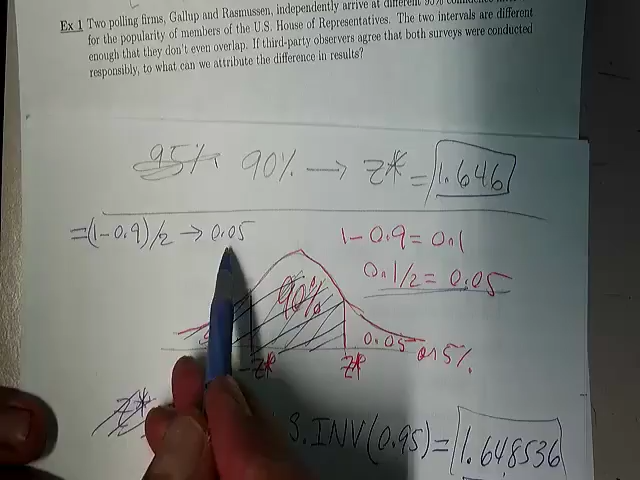 Ex 1 Two polling firms, Gallup and Rasmussen, independently arrive at different 90%
for the popularity of members of the U.S. House of Representatives. The two intervals are different
enough that they don't even overlap. If third-party observers agree that both surveys were conducted
responsibly, to what can we attribute the difference in results?
95% 90% → z* = 1.646
=(1-0.9)/2 → 0.05
1-0.9=0.1
0.1/2=0.05
90%
0.05 or 5%
-z* z*
z*
S.INV(0.95)=1.648536